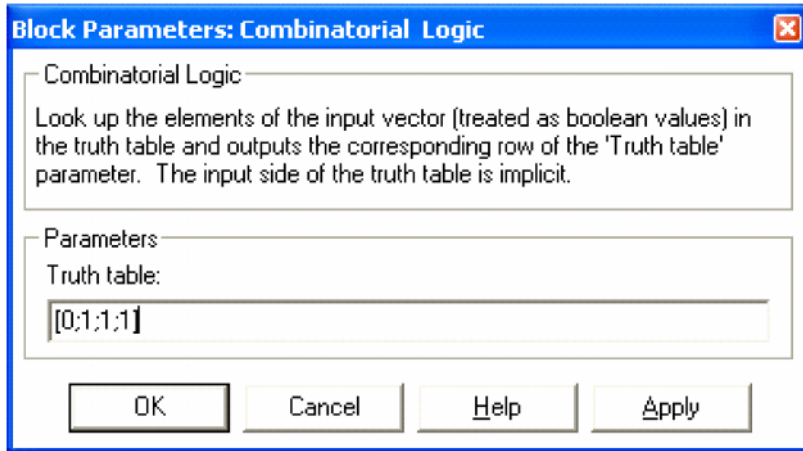 Block Parameters: Combinatorial Logic
Combinatorial Logic
Look up the elements of the input vector (treated as boolean values) in
the truth table and outputs the corresponding row of the 'Truth table'
parameter. The input side of the truth table is implicit.
Parameters
Truth table:
[0;1;1;1]
OK Cancel Help Apply